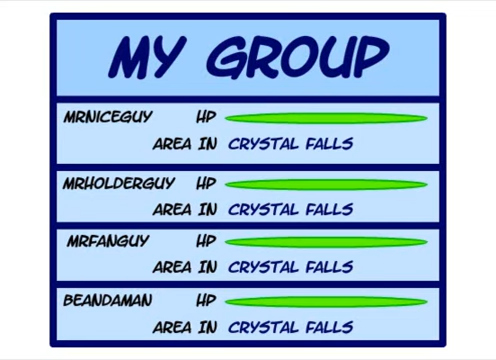 MY GROUP
MRNICEGUY HP
AREA IN CRYSTAL FALLS
MRHOLDERGUY HP
AREA IN CRYSTAL FALLS
MRFANGUY HP
AREA IN CRYSTAL FALLS
BEANDAMAN HP
AREA IN CRYSTAL FALLS